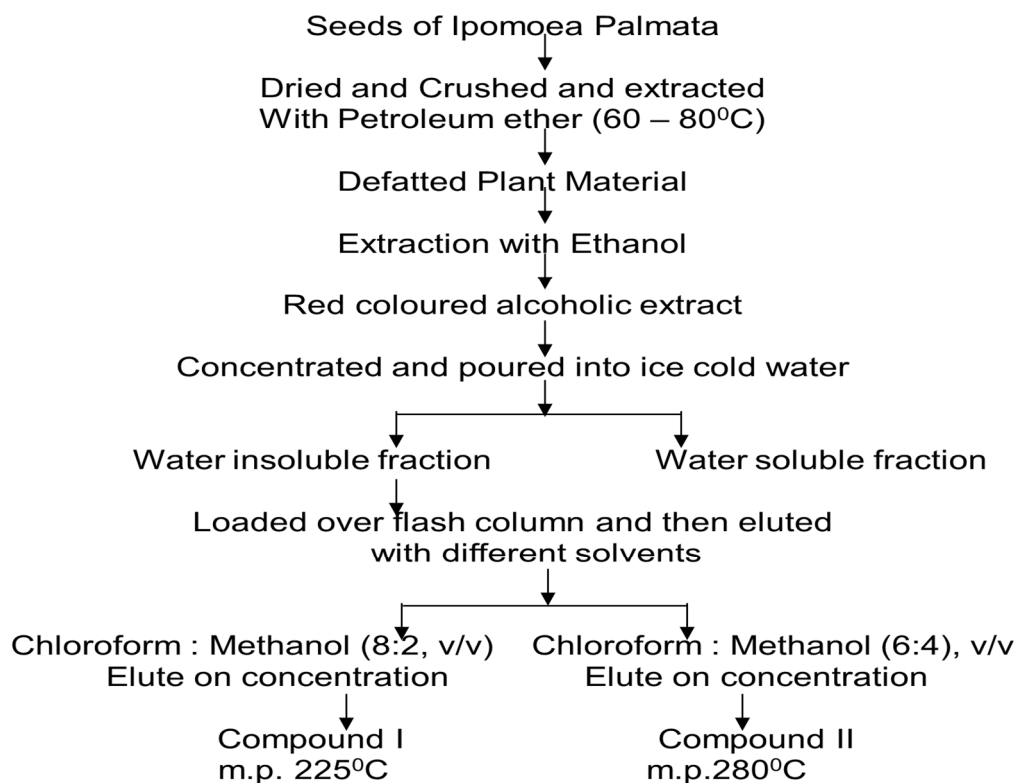 Seeds of Ipomoea Palmata
Dried and Crushed and extracted
With Petroleum ether (60 – 80⁰C)
Defatted Plant Material
Extraction with Ethanol
Red coloured alcoholic extract
Concentrated and poured into ice cold water
Water insoluble fraction
Water soluble fraction
Loaded over flash column and then eluted
with different solvents
Chloroform : Methanol (8:2, v/v)
Elute on concentration
Chloroform : Methanol (6:4), v/v
Elute on concentration
Compound I
m.p. 225⁰C
Compound II
m.p.280⁰C